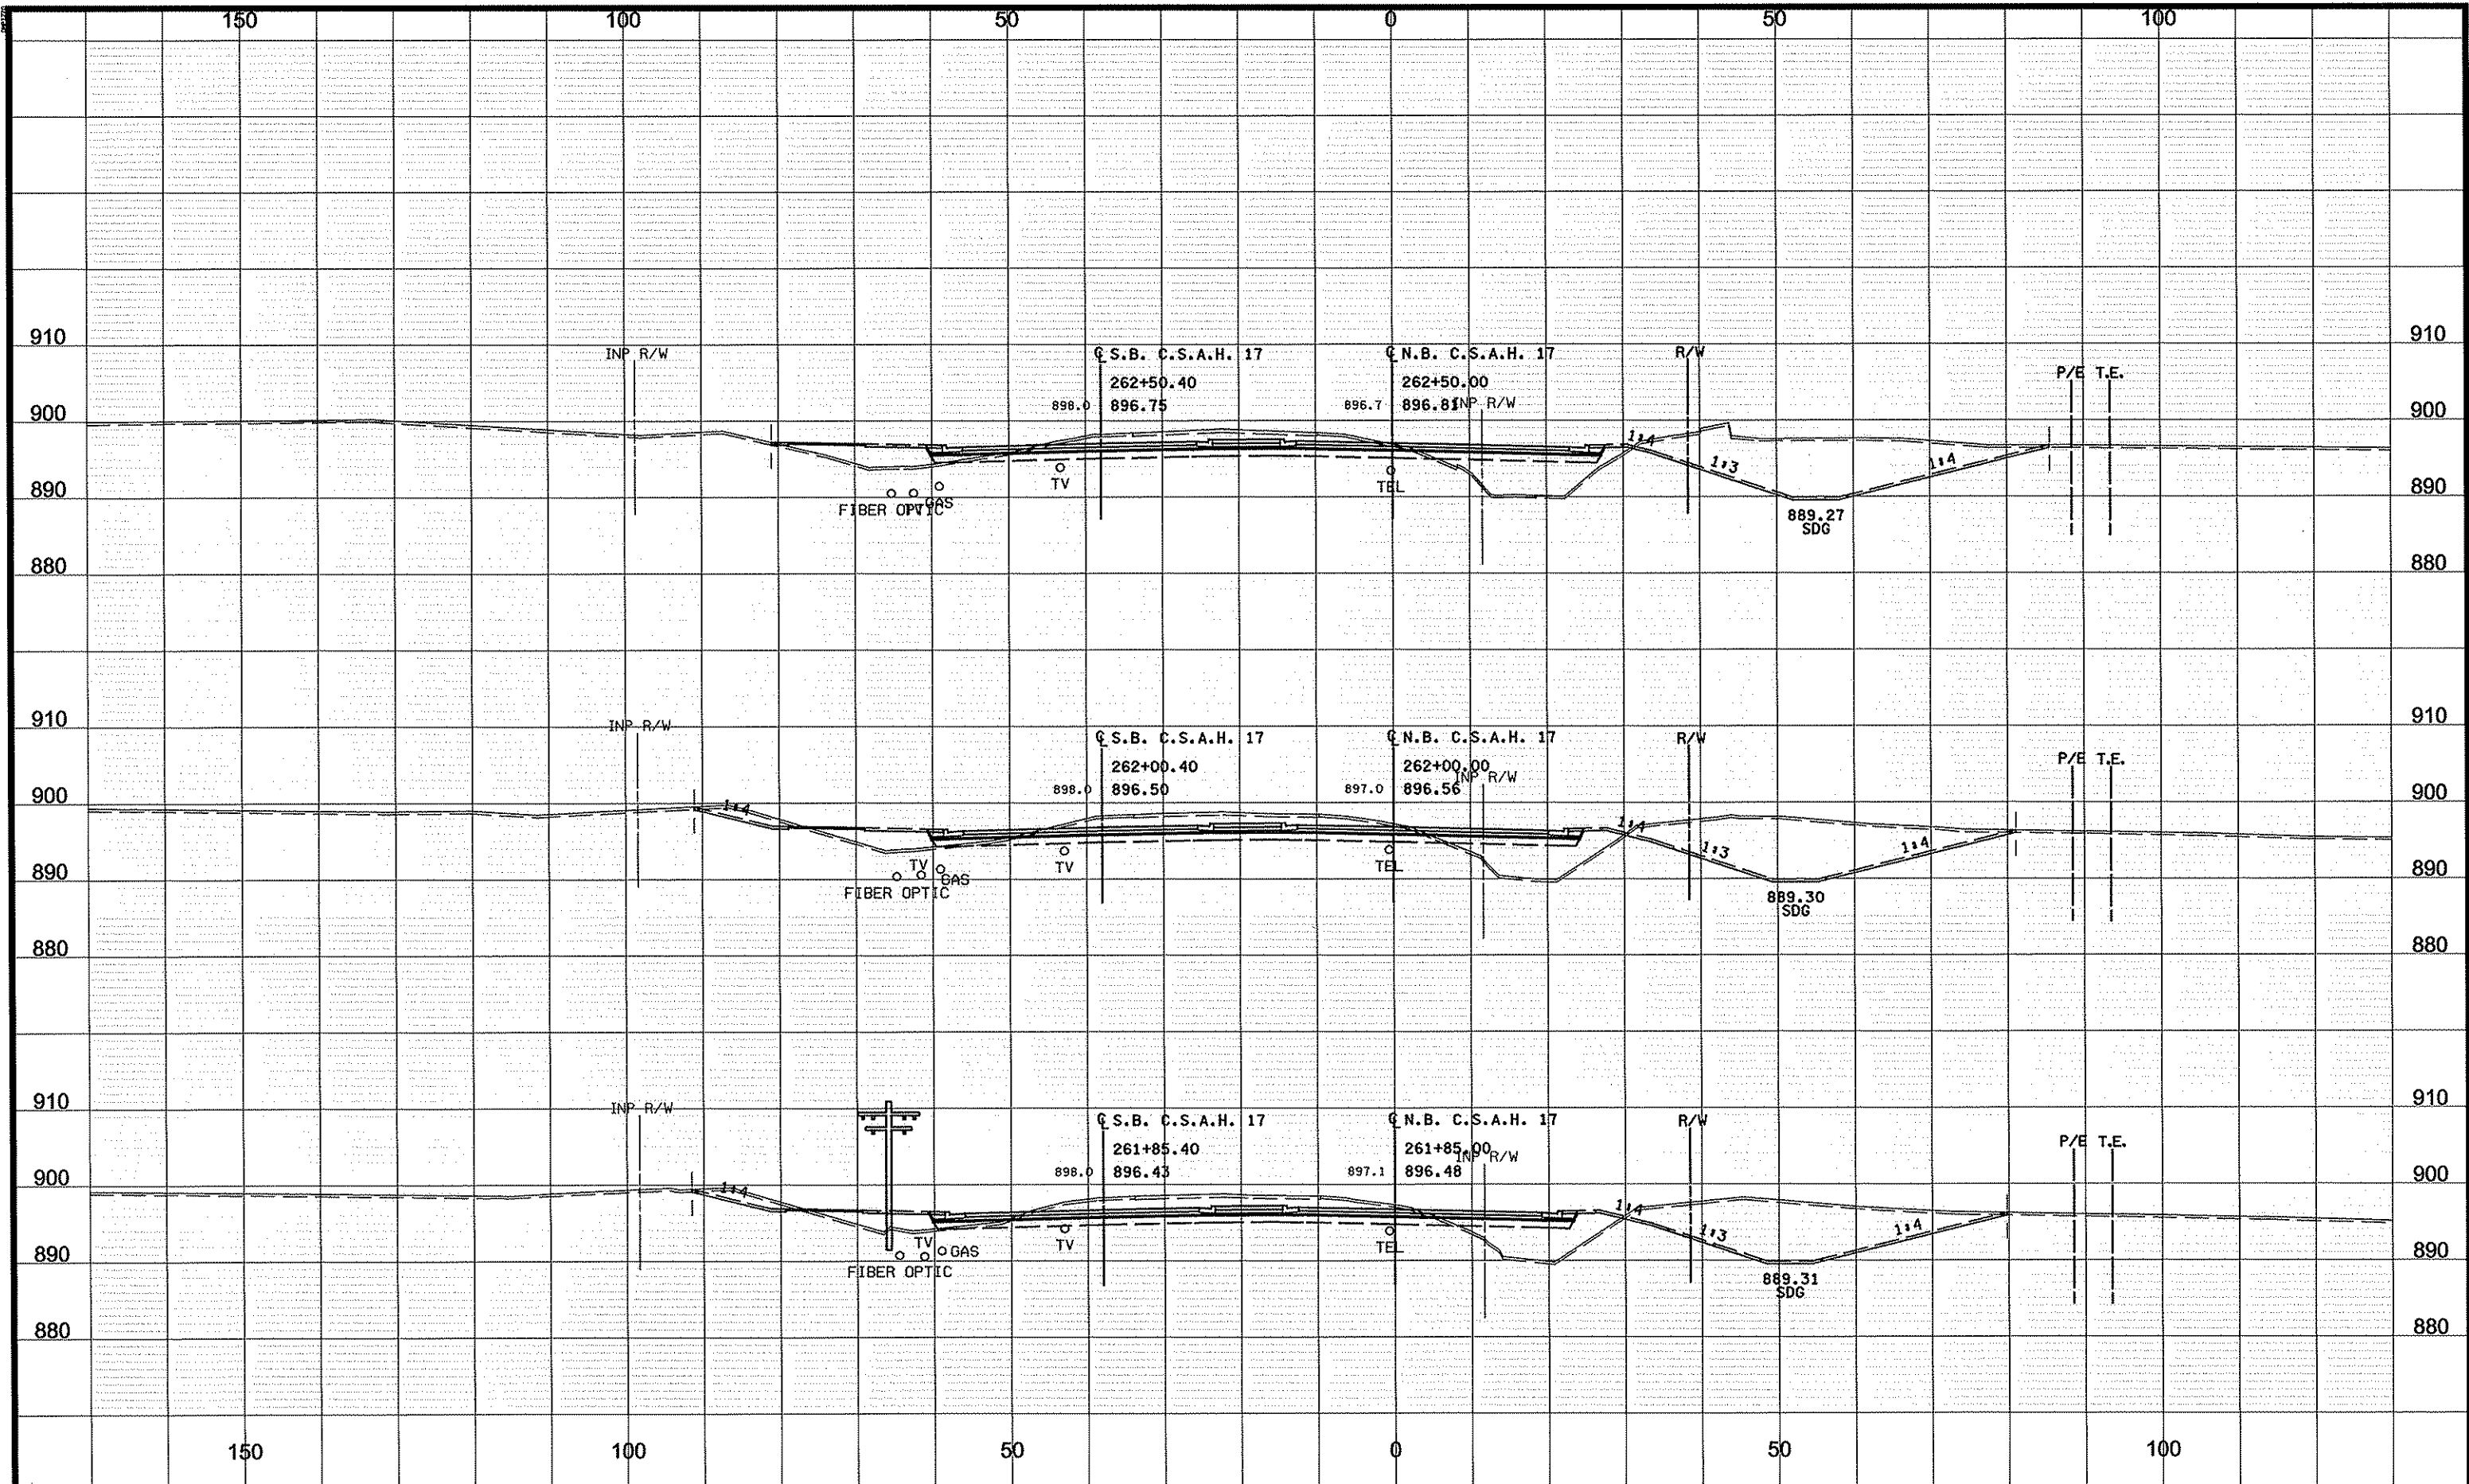 150 100 50 0 50 100
910 910
INP R/W ℄ S.B. C.S.A.H. 17 ℄ N.B. C.S.A.H. 17 R/W
262+50.40 262+50.00 P/E T.E.
898.0 896.75 896.7 896.81 INP R/W
900 900
1:4
1:3 1:4
TV TEL
890 890
FIBER OPTIC TV GAS
889.27
SDG
880 880
910 910
INP R/W ℄ S.B. C.S.A.H. 17 ℄ N.B. C.S.A.H. 17 R/W
262+00.40 262+00.00 P/E T.E.
INP R/W
898.0 896.50 897.0 896.56
900 900
1:4 1:4
1:3 1:4
TV TV TEL
890 GAS 890
FIBER OPTIC 889.30
SDG
880 880
910 910
INP R/W ℄ S.B. C.S.A.H. 17 ℄ N.B. C.S.A.H. 17 R/W
261+85.40 261+85.00 P/E T.E.
INP R/W
898.0 896.43 897.1 896.48
900 900
1:4 1:4
1:3 1:4
TV GAS TV TEL
890 890
FIBER OPTIC 889.31
SDG
880 880
150 100 50 0 50 100